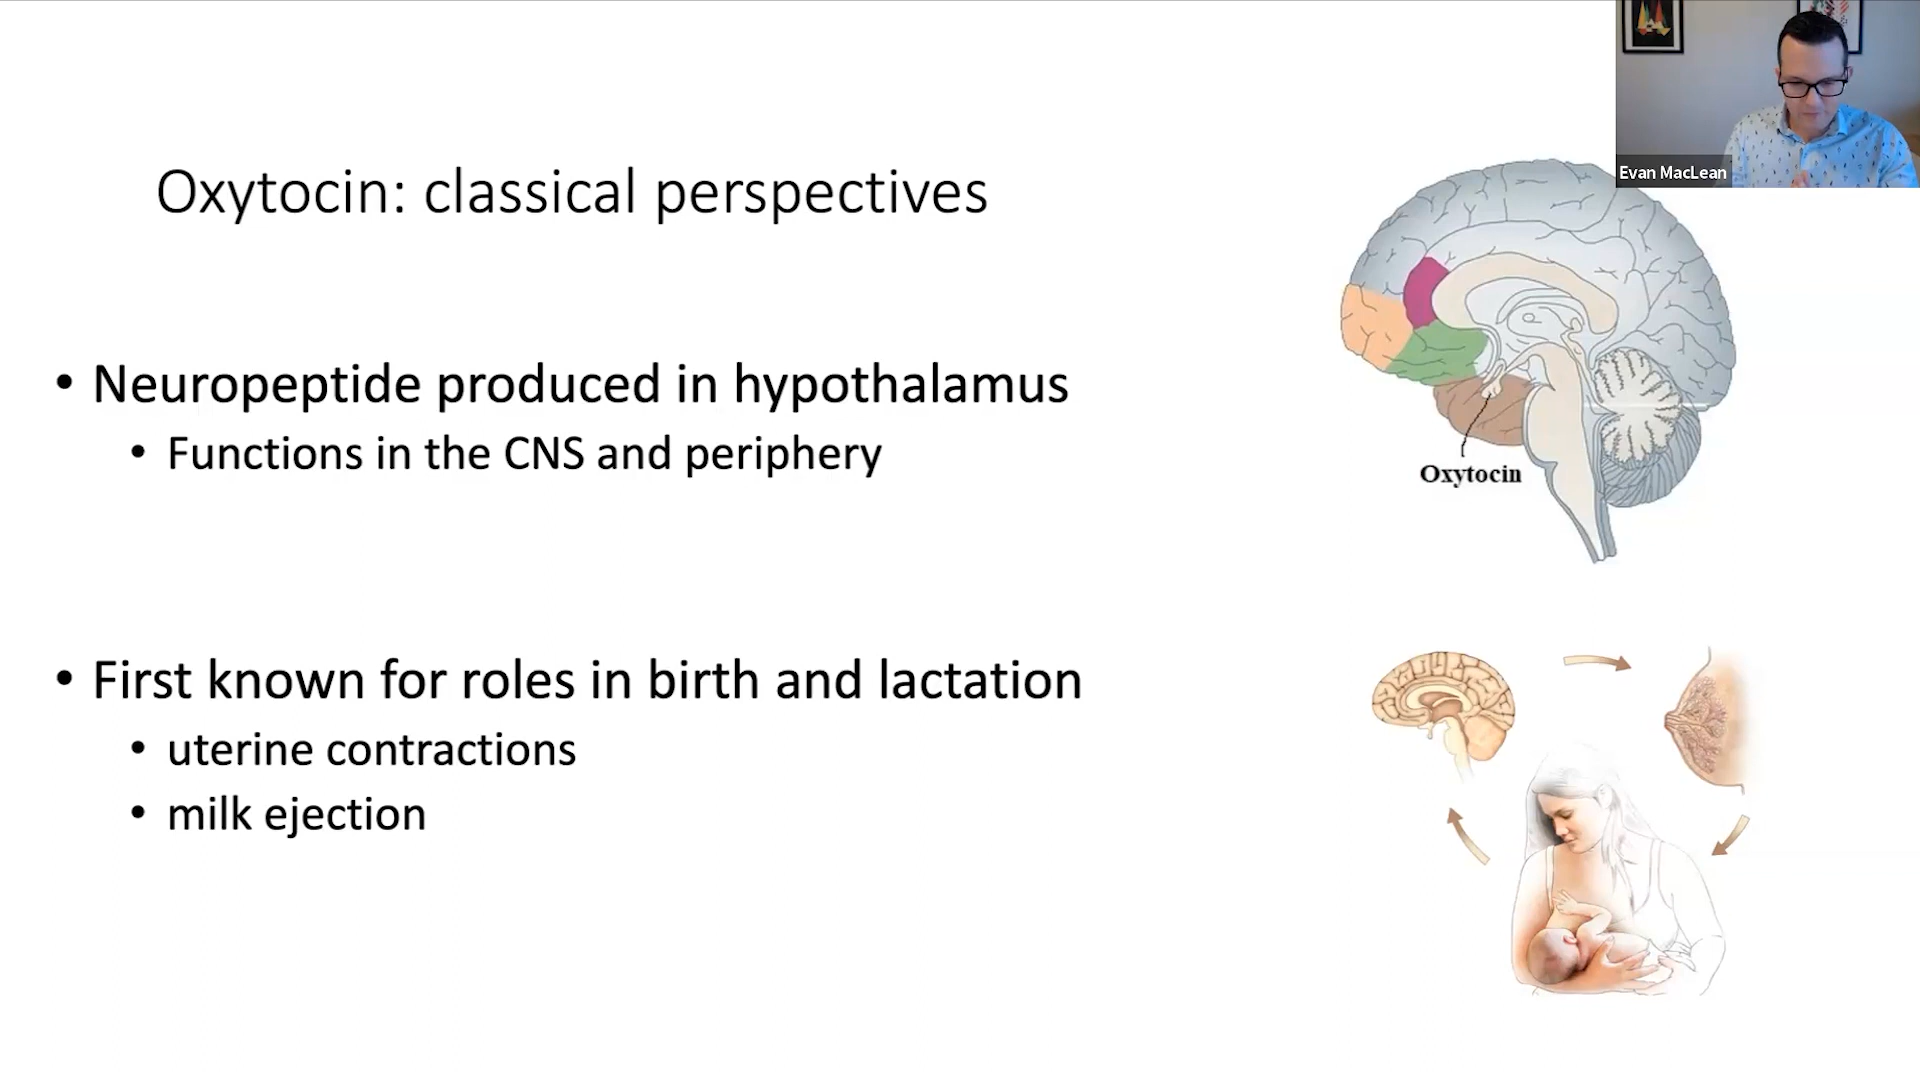 Evan MacLean
Oxytocin: classical perspectives
• Neuropeptide produced in hypothalamus
• Functions in the CNS and periphery
Oxytocin
• First known for roles in birth and lactation
• uterine contractions
• milk ejection